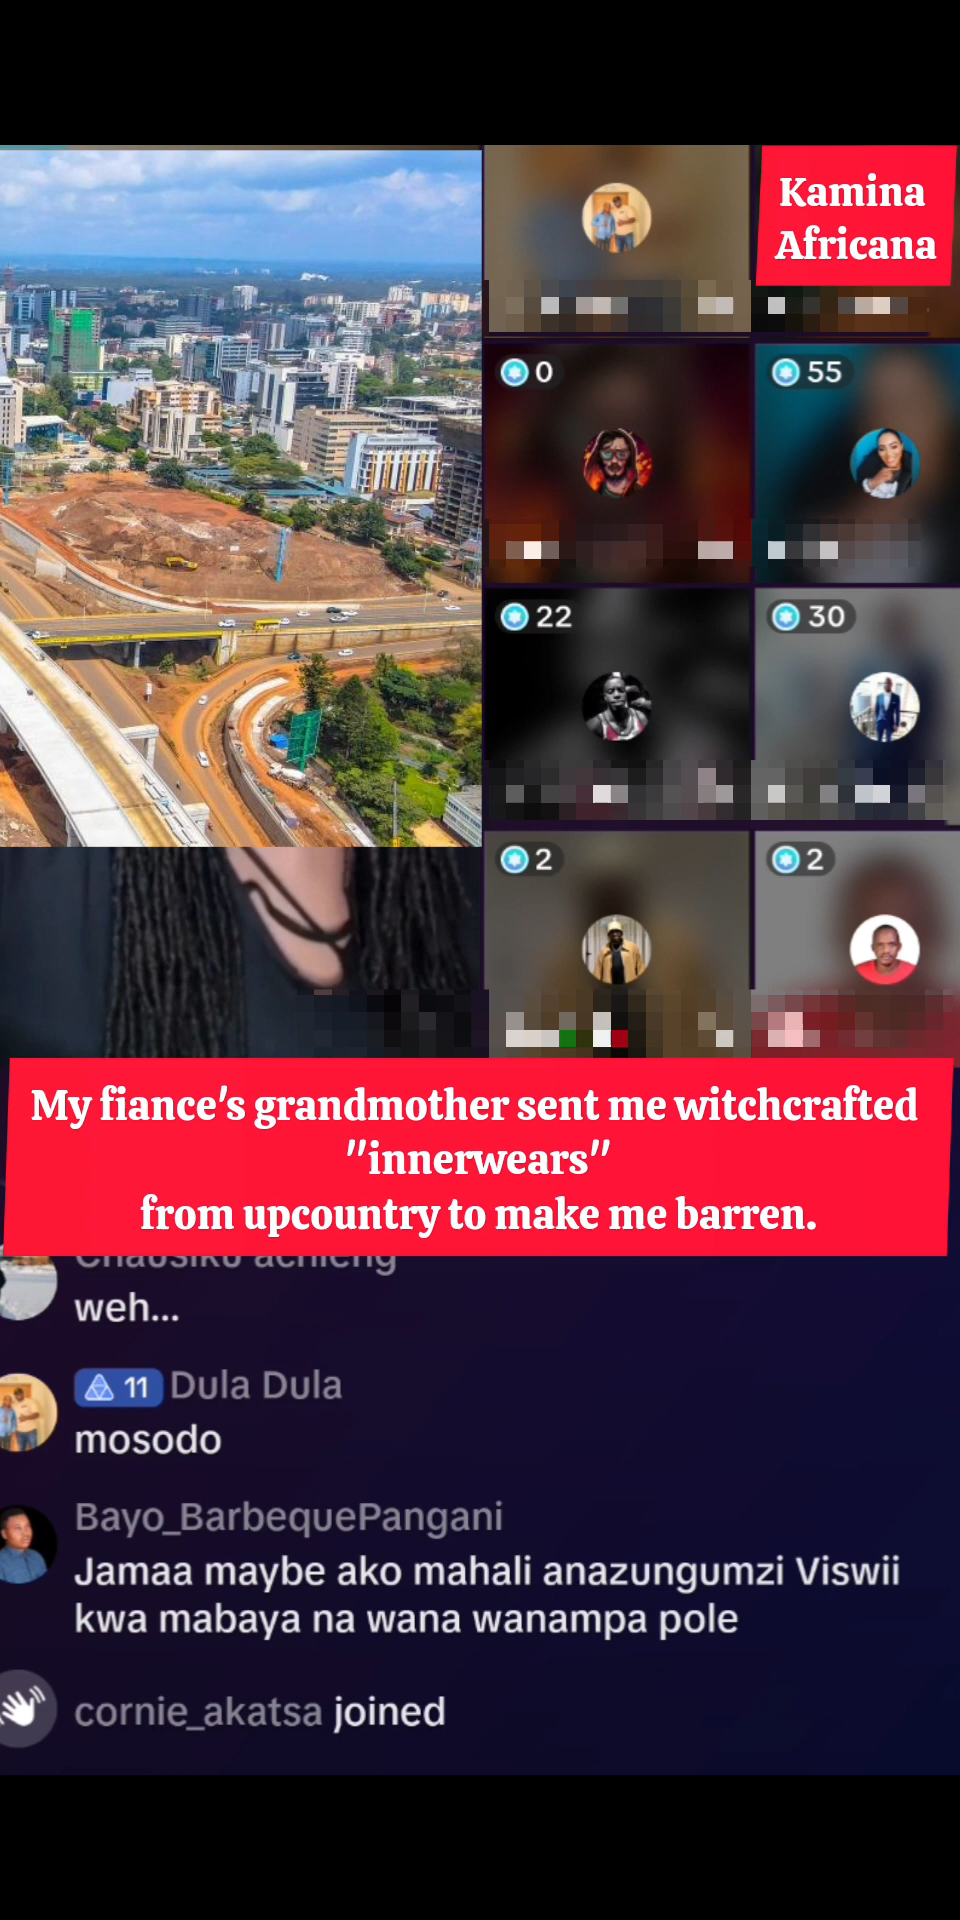 Kamina
Africana
0
55
22
30
2
2
My fiance's grandmother sent me witchcrafted
"innerwears"
from upcountry to make me barren.
Chausiku achieng
weh...
11 Dula Dula
mosodo
Bayo_BarbequePangani
Jamaa maybe ako mahali anazungumzi Viswii
kwa mabaya na wana wanampa pole
cornie_akatsa joined